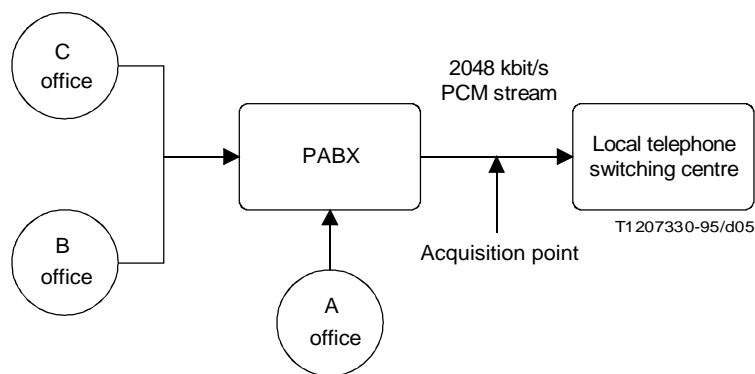 C
office
2048 kbit/s
PCM stream
PABX
Local telephone
switching centre
T1207330-95/d05
B
office
Acquisition point
A
office